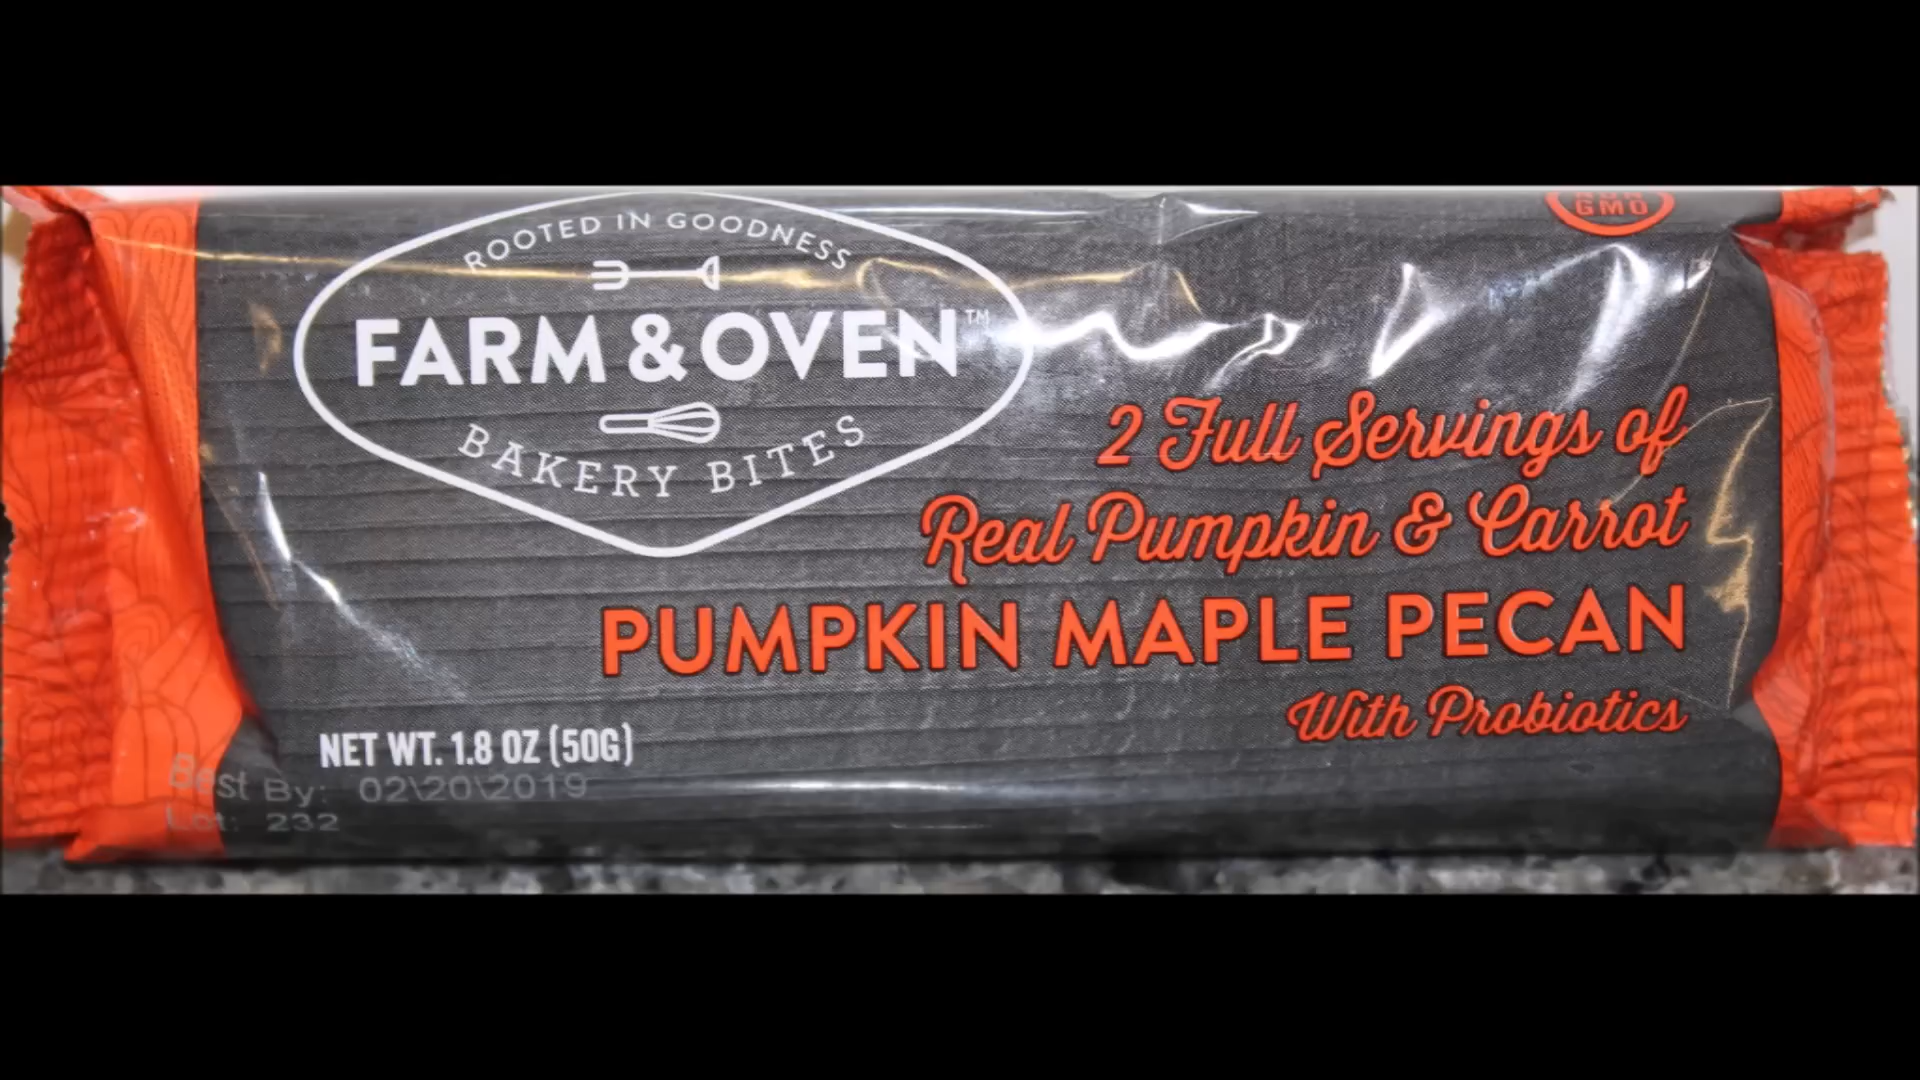 ROOTED IN GOODNESS
FARM & OVEN™
BAKERY BITES
GMO
2 Full Servings of
Real Pumpkin & Carrot
PUMPKIN MAPLE PECAN
With Probiotics
NET WT. 1.8 OZ (50G)
Best By: 02\20\2019
Lot: 232